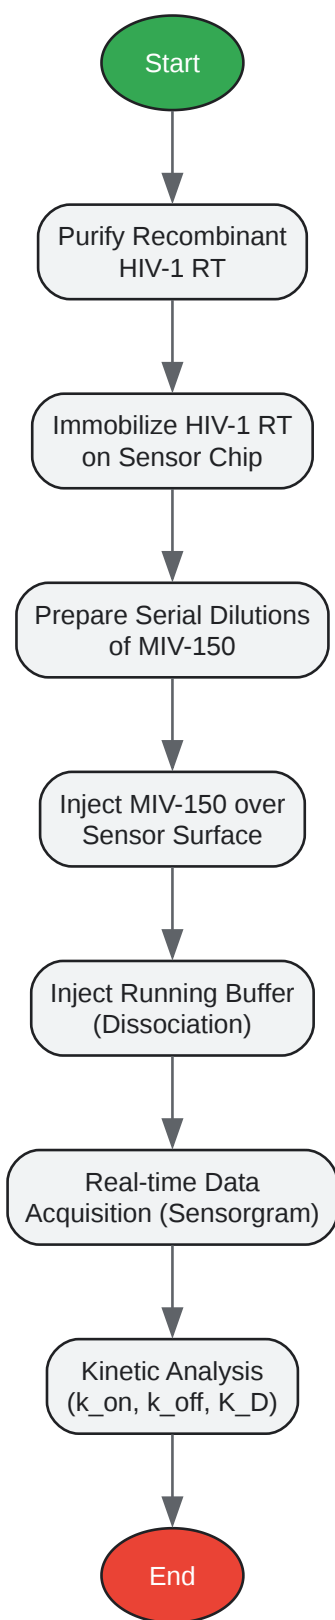 Start
Purify Recombinant
HIV-1 RT
Immobilize HIV-1 RT
on Sensor Chip
Prepare Serial Dilutions
of MIV-150
Inject MIV-150 over
Sensor Surface
Inject Running Buffer
(Dissociation)
Real-time Data
Acquisition (Sensorgram)
Kinetic Analysis
(k_on, k_off, K_D)
End